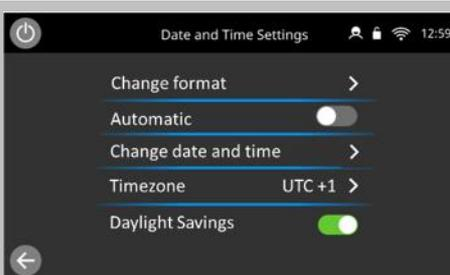 Date and Time Settings 12:59
Change format
Automatic
Change date and time
Timezone UTC +1
Daylight Savings